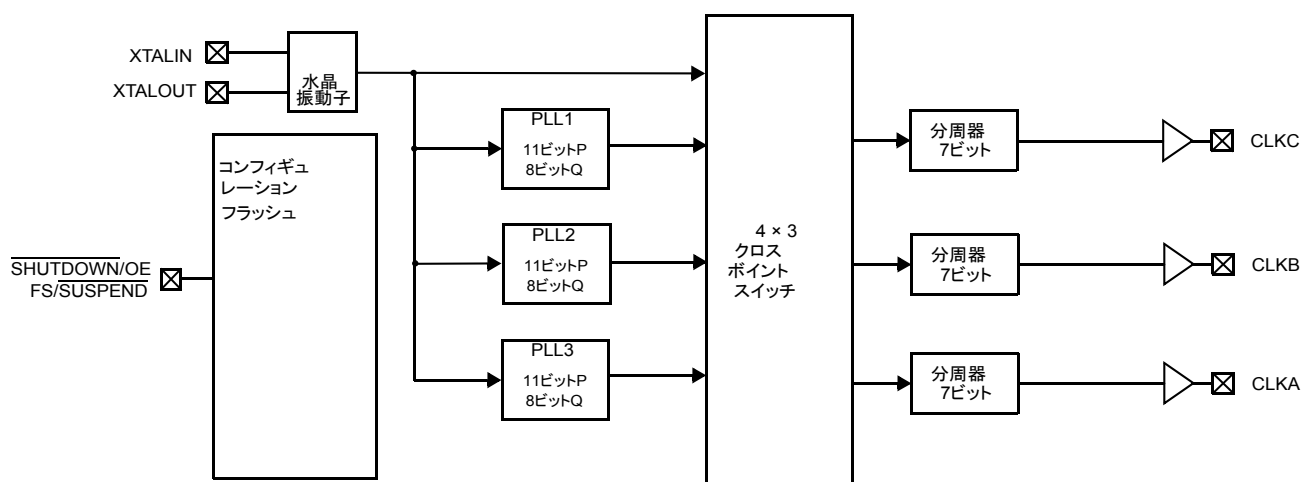 XTALIN
XTALOUT
水晶
振動子
コンフィギュ
レーション
フラッシュ
SHUTDOWN/OE
FS/SUSPEND
PLL1
11ビットP
8ビットQ
PLL2
11ビットP
8ビットQ
PLL3
11ビットP
8ビットQ
4 × 3
クロス
ポイント
スイッチ
分周器
7ビット
CLKC
分周器
7ビット
CLKB
分周器
7ビット
CLKA